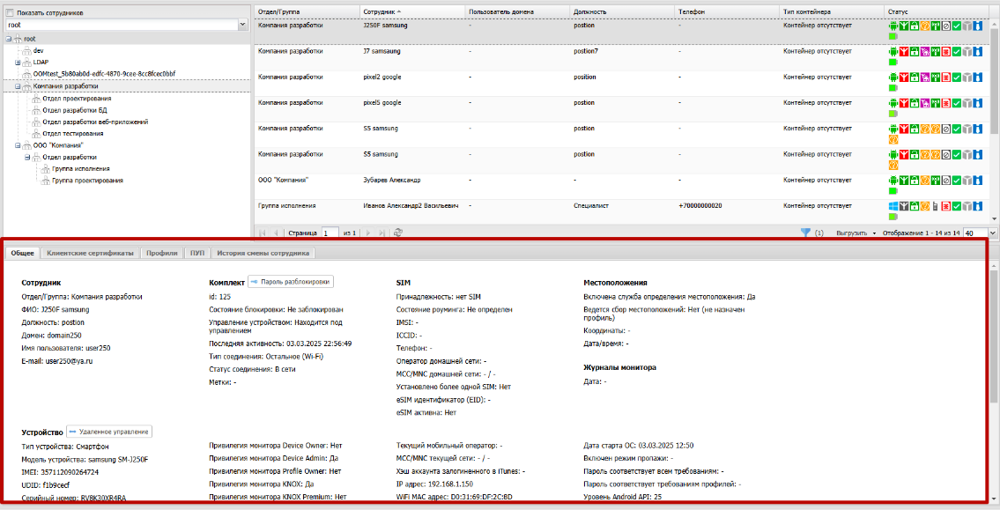 Показать сотрудников
root
root
dev
LDAP
OOMtest_5b80ab0d-edfc-4870-9cee-8cc8fcec0bbf
Компания разработки
Отдел проектирования
Отдел разработки БД
Отдел разработки веб-приложений
Отдел тестирования
ООО "Компания"
Отдел разработки
Группа исполнения
Группа проектирования
Отдел/Группа Сотрудник Пользователь домена Должность Телефон Тип контейнера Статус
Компания разработки J250F samsung - postion - Контейнер отсутствует
Компания разработки J7 samsaung - postion7 - Контейнер отсутствует
Компания разработки pixel2 google - position - Контейнер отсутствует
Компания разработки pixel5 google - postion - Контейнер отсутствует
Компания разработки S5 samsung - postion - Контейнер отсутствует
Компания разработки S5 samsung - postion - Контейнер отсутствует
ООО "Компания" Зубарев Александр - - - Контейнер отсутствует
Группа исполнения Иванов Александр2 Васильевич - Специалист +70000000020 Контейнер отсутствует
Страница 1 из 1 (1) Выгрузить Отображение 1 - 14 из 14 40
Общее Клиентские сертификаты Профили ПУП История смены сотрудника
Сотрудник
Отдел/Группа: Компания разработки
ФИО: J250F samsung
Должность: postion
Домен: domain250
Имя пользователя: user250
E-mail: user250@ya.ru
Комплект Пароль разблокировки
id: 125
Состояние блокировки: Не заблокирован
Управление устройством: Находится под
управлением
Последняя активность: 03.03.2025 22:56:49
Тип соединения: Остальное (Wi-Fi)
Статус соединения: В сети
Метки: -
SIM
Принадлежность: нет SIM
Состояние роуминга: Не определен
IMSI: -
ICCID: -
Телефон: -
Оператор домашней сети: -
MCC/MNC домашней сети: - / -
Установлено более одной SIM: Нет
eSIM идентификатор (EID): -
eSIM активна: Нет
Местоположения
Включена служба определения местоположения: Да
Ведется сбор местоположений: Нет (не назначен
профиль)
Координаты: -
Дата/время: -
Журналы монитора
Дата: -
Устройство Удаленное управление
Тип устройства: Смартфон
Модель устройства: samsung SM-J250F
IMEI: 357112090264724
UDID: f1b9cecf
Серийный номер: RV8K30XR4RA
Привилегия монитора Device Owner: Нет
Привилегия монитора Device Admin: Да
Привилегия монитора Profile Owner: Нет
Привилегия монитора KNOX: Да
Привилегия монитора KNOX Premium: Нет
Текущий мобильный оператор: -
MCC/MNC текущей сети: - / -
Хэш аккаунта залогиненного в iTunes: -
IP адрес: 192.168.1.150
WiFi MAC адрес: D0:31:69:DF:2C:8D
Дата старта ОС: 03.03.2025 12:50
Включен режим пропажи: -
Пароль соответствует всем требованиям: -
Пароль соответствует требованиям профилей: -
Уровень Android API: 25